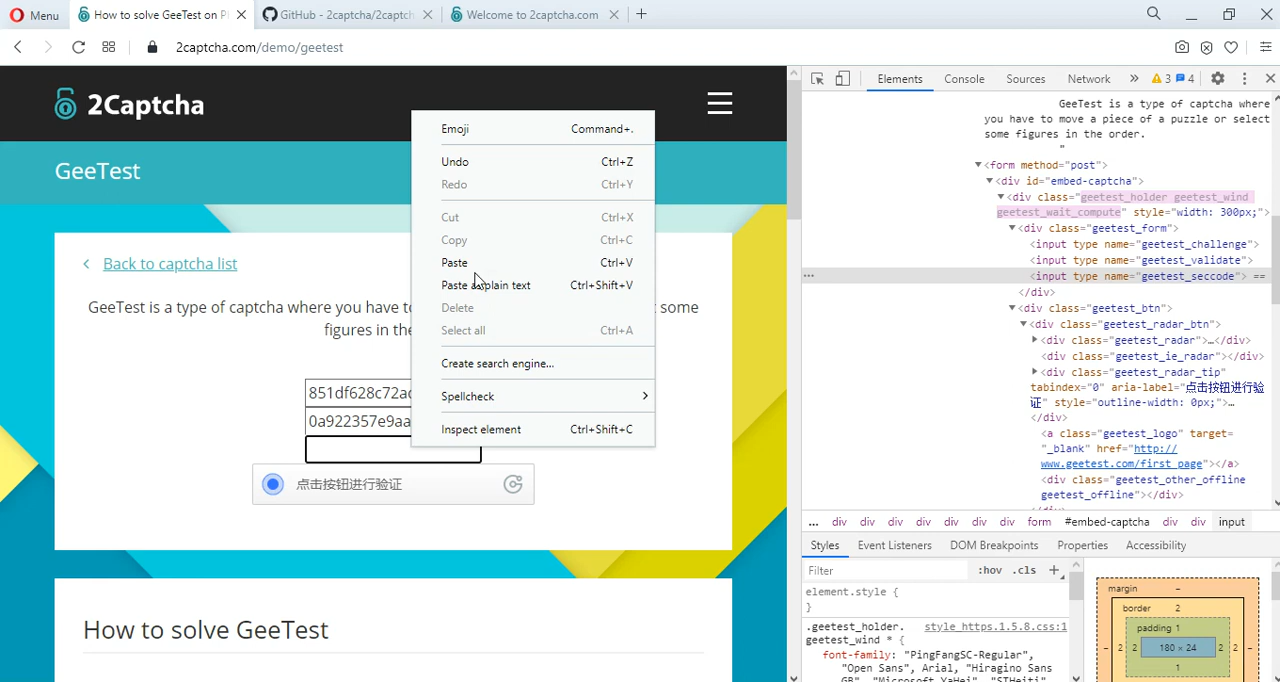 Menu
How to solve GeeTest on P
GitHub - 2captcha/2captch
Welcome to 2captcha.com
2captcha.com/demo/geetest
2Captcha
GeeTest
Back to captcha list
GeeTest is a type of captcha where you have to
some
figures in the
851df628c72ac
0a922357e9aa
点击按钮进行验证
How to solve GeeTest
Emoji Command+.
Undo Ctrl+Z
Redo Ctrl+Y
Cut Ctrl+X
Copy Ctrl+C
Paste Ctrl+V
Paste as plain text Ctrl+Shift+V
Delete
Select all Ctrl+A
Create search engine...
Spellcheck
Inspect element Ctrl+Shift+C
Elements Console Sources Network » 3 4
GeeTest is a type of captcha where
you have to move a piece of a puzzle or select
some figures in the order.
"
<form method="post">
<div id="embed-captcha">
<div class="geetest_holder geetest_wind
geetest_wait_compute" style="width: 300px;">
<div class="geetest_form">
<input type name="geetest_challenge">
<input type name="geetest_validate">
<input type name="geetest_seccode"> ==
</div>
<div class="geetest_btn">
<div class="geetest_radar_btn">
<div class="geetest_radar">…</div>
<div class="geetest_ie_radar"></div>
<div class="geetest_radar_tip"
tabindex="0" aria-label="点击按钮进行验
证" style="outline-width: 0px;">…
</div>
<a class="geetest_logo" target=
"_blank" href="http://
www.geetest.com/first_page"></a>
<div class="geetest_other_offline
geetest_offline"></div>
... div div div div div div div form #embed-captcha div div input
Styles Event Listeners DOM Breakpoints Properties Accessibility
Filter :hov .cls +
element.style {
}
.geetest_holder. style_https.1.5.8.css:1
geetest_wind * {
font-family: "PingFangSC-Regular",
"Open Sans", Arial, "Hiragino Sans
GB", "Microsoft YaHei", "STHeiti",
margin –
border 2
padding 1
– 2 2 180 × 24 2 2 –
1